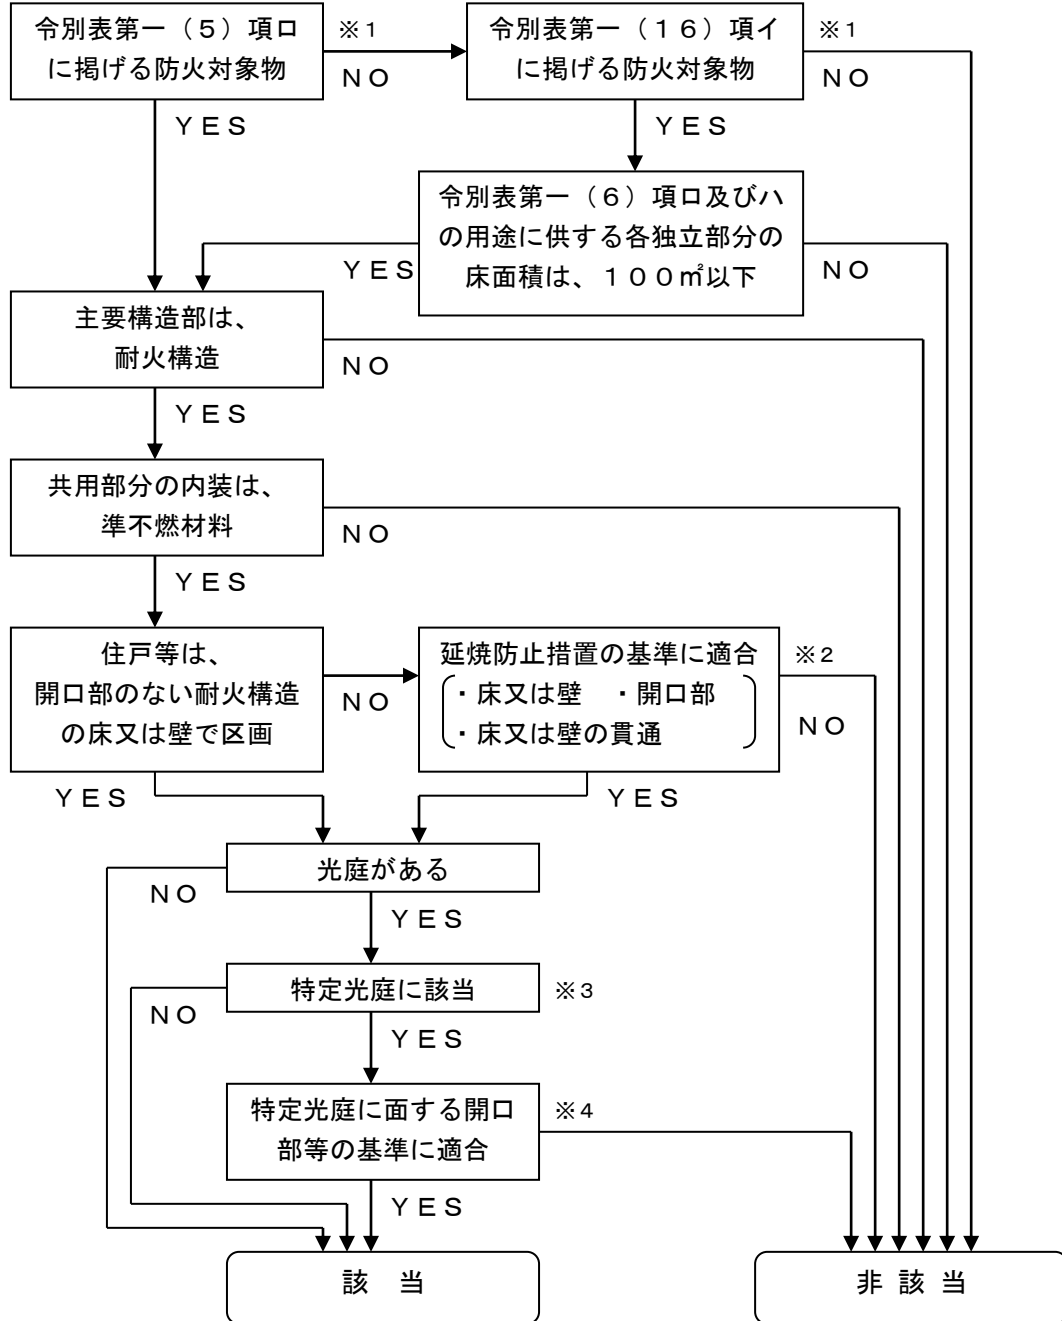 令別表第一（５）項ロ
に掲げる防火対象物
※１
ＮＯ
令別表第一（１６）項イ
に掲げる防火対象物
※１
ＮＯ
ＹＥＳ
ＹＥＳ
令別表第一（６）項ロ及びハ
の用途に供する各独立部分の
床面積は、１００㎡以下
ＹＥＳ
ＮＯ
主要構造部は、
耐火構造
ＮＯ
ＹＥＳ
共用部分の内装は、
準不燃材料
ＮＯ
ＹＥＳ
住戸等は、
開口部のない耐火構造
の床又は壁で区画
ＮＯ
延焼防止措置の基準に適合
・床又は壁　・開口部
・床又は壁の貫通
※２
ＮＯ
ＹＥＳ
ＹＥＳ
光庭がある
ＮＯ
ＹＥＳ
特定光庭に該当
※３
ＮＯ
ＹＥＳ
特定光庭に面する開口
部等の基準に適合
※４
ＹＥＳ
該　当
非 該 当